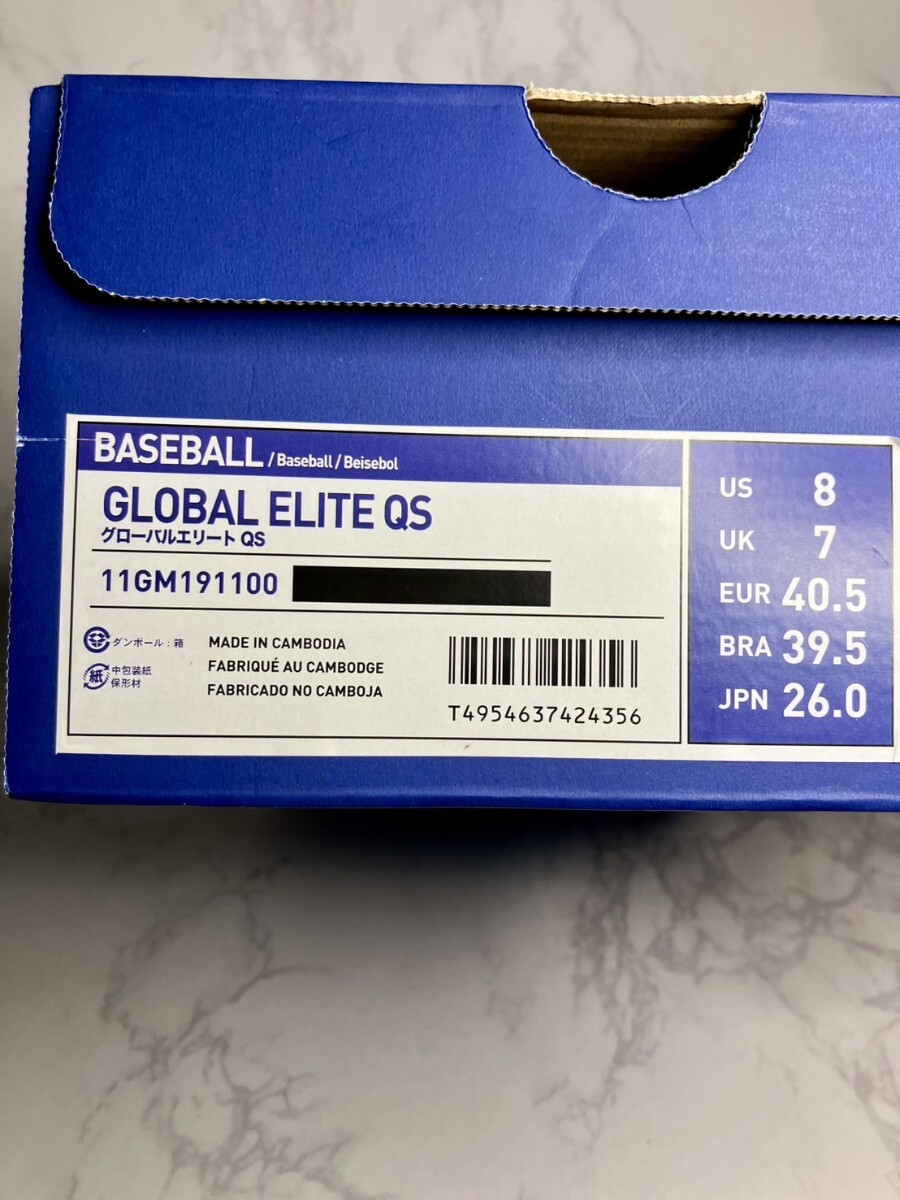 BASEBALL / Baseball / Beisebol
GLOBAL ELITE QS
グローバルエリート QS
11GM191100
ダンボール：箱
紙
中包装紙
保形材
MADE IN CAMBODIA
FABRIQUÉ AU CAMBODGE
FABRICADO NO CAMBOJA
T4954637424356
US 8
UK 7
EUR 40.5
BRA 39.5
JPN 26.0